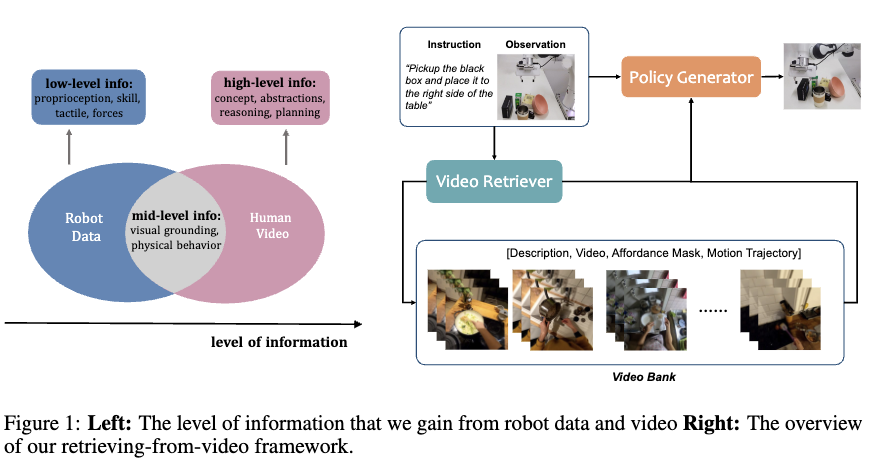 low-level info:
proprioception, skill,
tactile, forces
high-level info:
concept, abstractions,
reasoning, planning
Robot
Data
mid-level info:
visual grounding,
physical behavior
Human
Video
level of information
Instruction
Observation
"Pickup the black
box and place it to
the right side of the
table"
Policy Generator
Video Retriever
[Description, Video, Affordance Mask, Motion Trajectory]
......
Video Bank
Figure 1: Left: The level of information that we gain from robot data and video Right: The overview
of our retrieving-from-video framework.